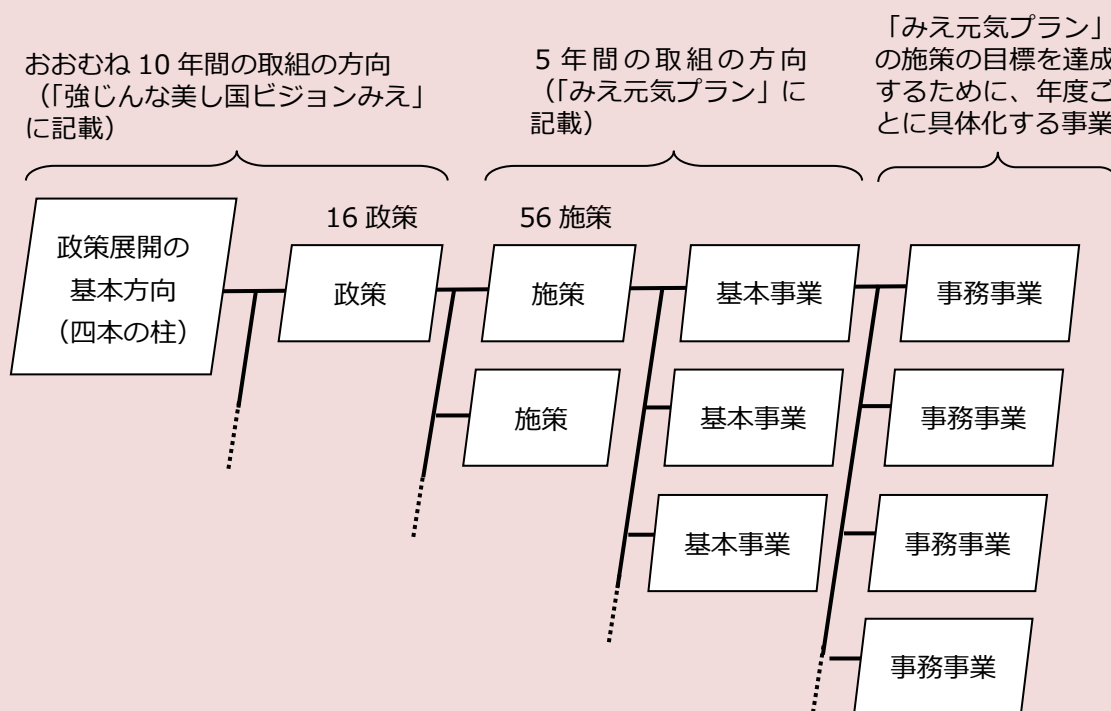 おおむね 10 年間の取組の方向
（「強じんな美し国ビジョンみえ」
に記載）
5 年間の取組の方向
（「みえ元気プラン」に
記載）
「みえ元気プラン」
の施策の目標を達成
するために、年度ご
とに具体化する事業
16 政策
56 施策
政策展開の
基本方向
（四本の柱）
政策
施策
基本事業
事務事業
施策
基本事業
事務事業
基本事業
事務事業
事務事業